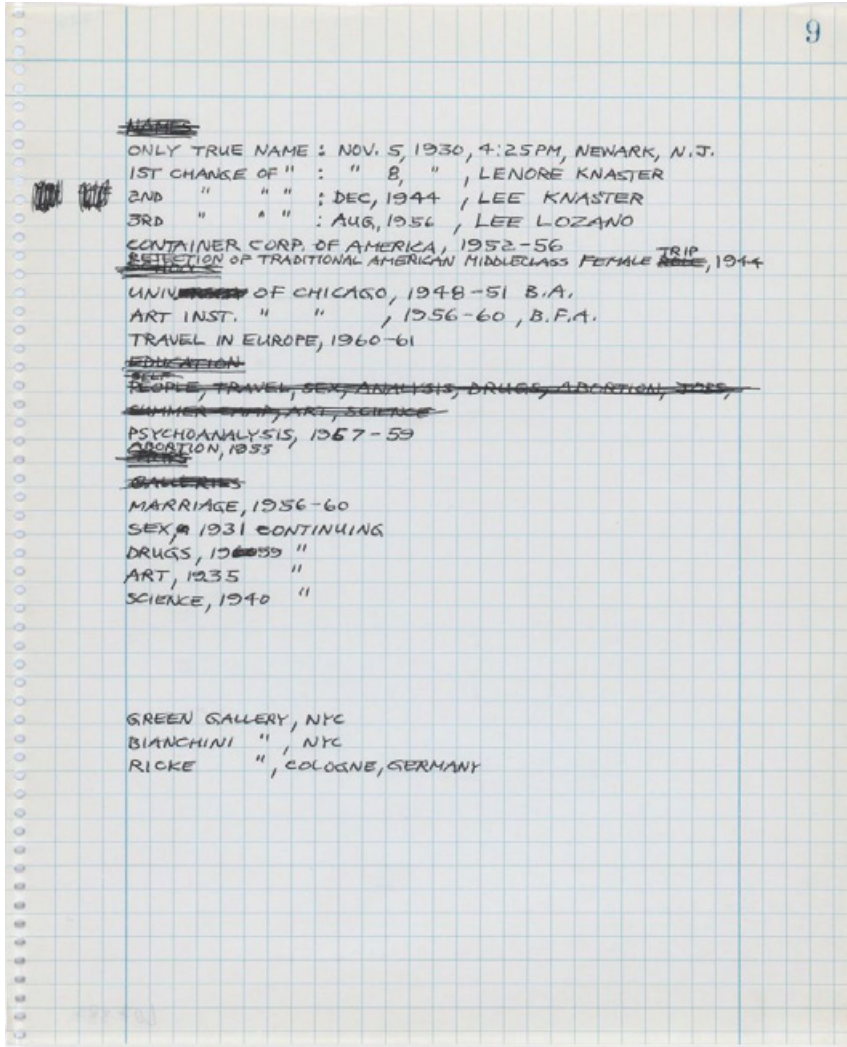 9
NAMES
ONLY TRUE NAME : NOV. 5, 1930, 4:25PM, NEWARK, N.J.
1ST CHANGE OF " : " 8, " , LENORE KNASTER
2ND " " " : DEC, 1944 , LEE KNASTER
3RD " " " : AUG, 1956 , LEE LOZANO
CONTAINER CORP. OF AMERICA, 1952-56
TRIP
REJECTION OF TRADITIONAL AMERICAN MIDDLECLASS FEMALE ROLE, 1944
SCHOOLS
UNIV OF CHICAGO, 1948-51 B.A.
ART INST. " " , 1956-60, B.F.A.
TRAVEL IN EUROPE, 1960-61
EDUCATION
SELF
PEOPLE, TRAVEL, SEX, ANALYSIS, DRUGS, ABORTION, JOBS,
SUMMER CAMP, ART, SCIENCE
PSYCHOANALYSIS, 1957-59
ABORTION, 1955
GALLERIES
MARRIAGE, 1956-60
SEX, 1931 CONTINUING
DRUGS, 1959 "
ART, 1935 "
SCIENCE, 1940 "
GREEN GALLERY, NYC
BIANCHINI " , NYC
RICKE " , COLOGNE, GERMANY